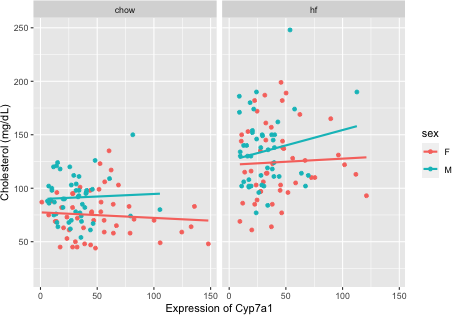 chow hf
250
200
150
100
50
Cholesterol (mg/dL)
0 50 100 150 0 50 100 150
Expression of Cyp7a1
sex
F
M